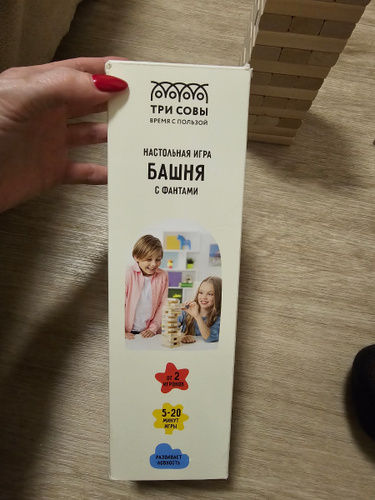 ТРИ СОВЫ
ВРЕМЯ С ПОЛЬЗОЙ
НАСТОЛЬНАЯ ИГРА
БАШНЯ
С ФАНТАМИ
ОТ 2
ИГРОКОВ
5-20
МИНУТ
ИГРЫ
РАЗВИВАЕТ
ЛОВКОСТЬ